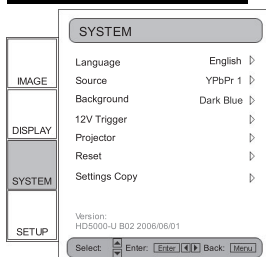 SYSTEM
Language English
Source YPbPr 1
Background Dark Blue
12V Trigger
Projector
Reset
Settings Copy
Version:
HD5000-U B02 2006/06/01
Select: Enter: Enter Back: Menu
IMAGE
DISPLAY
SYSTEM
SETUP